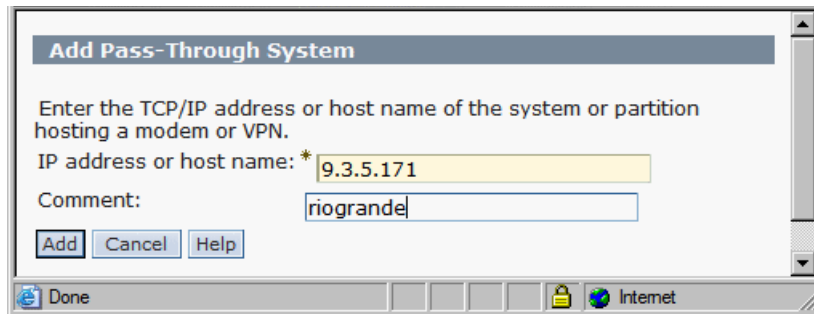 Add Pass-Through System
Enter the TCP/IP address or host name of the system or partition
hosting a modem or VPN.
IP address or host name: * 9.3.5.171
Comment: riogrande
Add Cancel Help
Done Internet